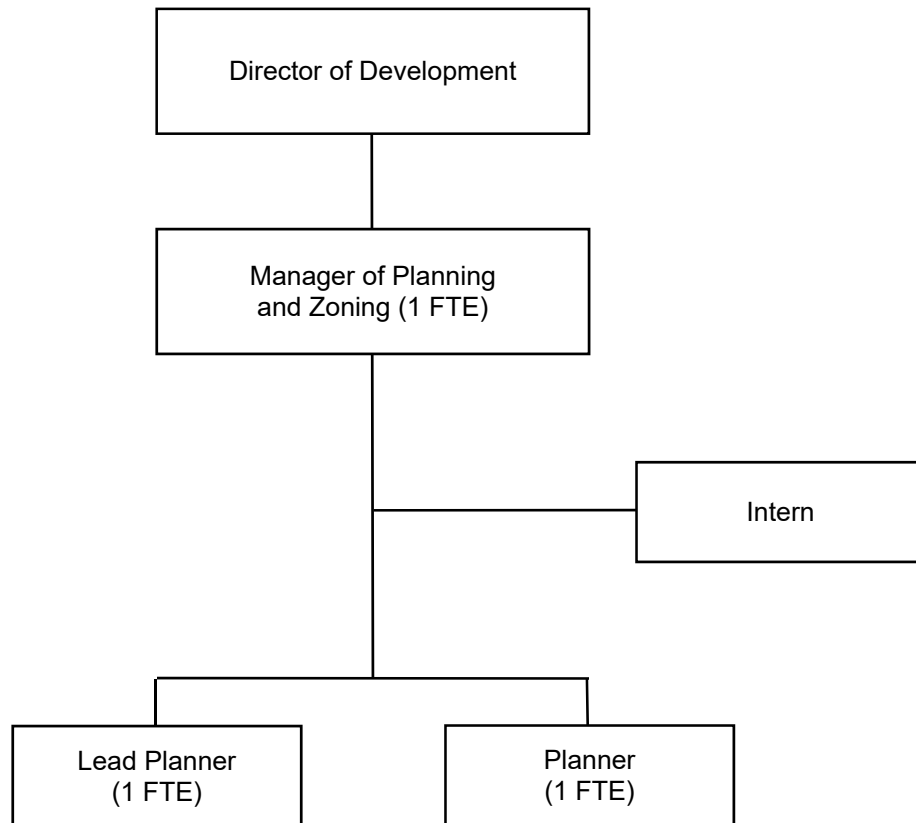 Director of Development
Manager of Planning
and Zoning (1 FTE)
Intern
Lead Planner
(1 FTE)
Planner
(1 FTE)